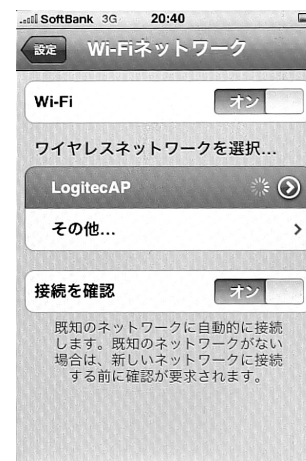 SoftBank 3G 20:40
設定 Wi-Fiネットワーク
Wi-Fi オン
ワイヤレスネットワークを選択...
LogitecAP
その他...
接続を確認 オン
既知のネットワークに自動的に接続
します。既知のネットワークがない
場合は、新しいネットワークに接続
する前に確認が要求されます。